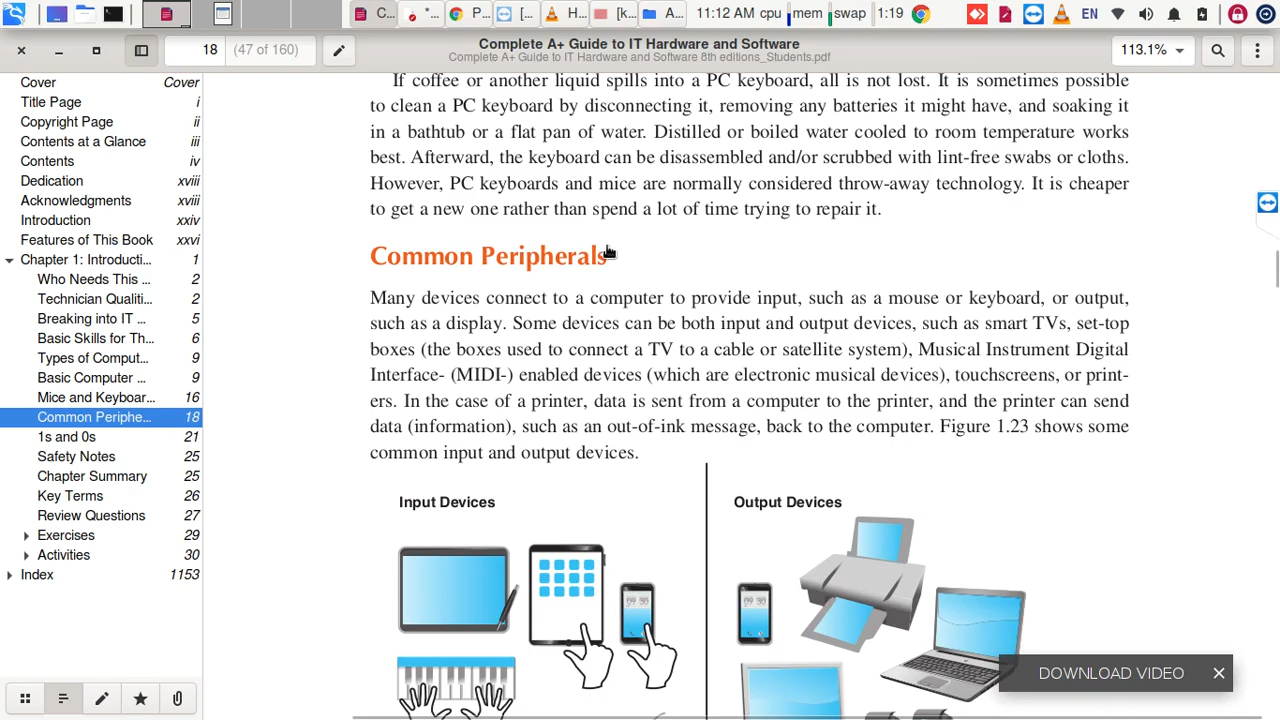 C... *... P... [... H... [k... A... 11:12 AM cpu mem swap 1:19 EN
18 (47 of 160) Complete A+ Guide to IT Hardware and Software 113.1%
Complete A+ Guide to IT Hardware and Software 8th editions_Students.pdf
Cover Cover
Title Page i
Copyright Page ii
Contents at a Glance iii
Contents iv
Dedication xviii
Acknowledgments xviii
Introduction xxiv
Features of This Book xxvi
Chapter 1: Introducti... 1
Who Needs This ... 2
Technician Qualiti... 2
Breaking into IT ... 5
Basic Skills for Th... 6
Types of Comput... 9
Basic Computer ... 9
Mice and Keyboar... 16
Common Periphe... 18
1s and 0s 21
Safety Notes 25
Chapter Summary 25
Key Terms 26
Review Questions 27
Exercises 29
Activities 30
Index 1153
If coffee or another liquid spills into a PC keyboard, all is not lost. It is sometimes possible
to clean a PC keyboard by disconnecting it, removing any batteries it might have, and soaking it
in a bathtub or a flat pan of water. Distilled or boiled water cooled to room temperature works
best. Afterward, the keyboard can be disassembled and/or scrubbed with lint-free swabs or cloths.
However, PC keyboards and mice are normally considered throw-away technology. It is cheaper
to get a new one rather than spend a lot of time trying to repair it.
Common Peripherals
Many devices connect to a computer to provide input, such as a mouse or keyboard, or output,
such as a display. Some devices can be both input and output devices, such as smart TVs, set-top
boxes (the boxes used to connect a TV to a cable or satellite system), Musical Instrument Digital
Interface- (MIDI-) enabled devices (which are electronic musical devices), touchscreens, or print-
ers. In the case of a printer, data is sent from a computer to the printer, and the printer can send
data (information), such as an out-of-ink message, back to the computer. Figure 1.23 shows some
common input and output devices.
Input Devices
Output Devices
09 30
09 30
DOWNLOAD VIDEO